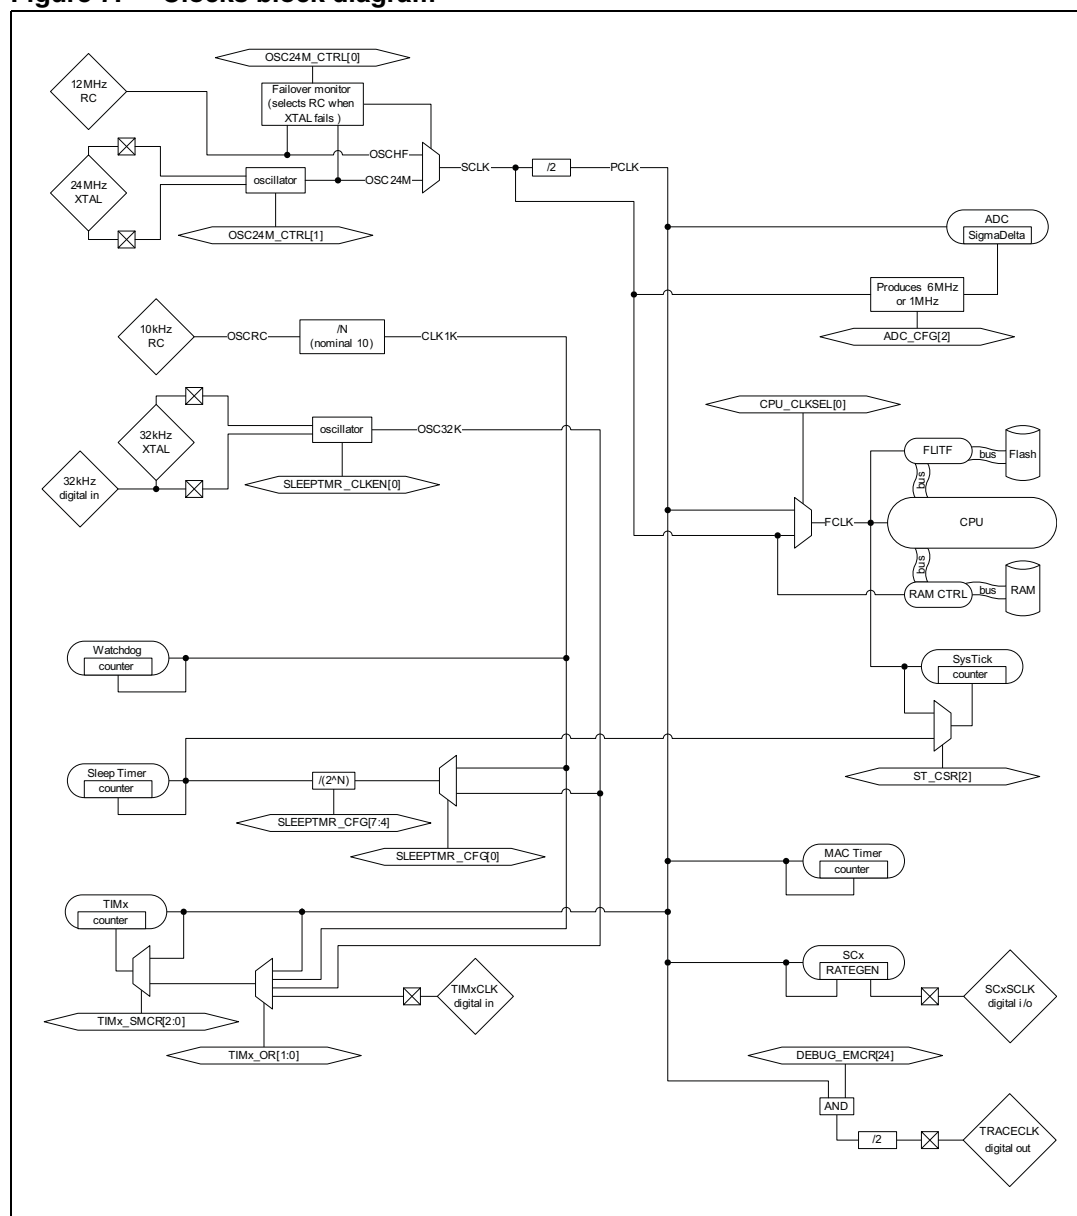 Figure 7. Clocks block diagram
OSC24M_CTRL[0]
12MHz
RC
Failover monitor
(selects RC when
XTAL fails )
OSCHF
SCLK
/2
PCLK
24MHz
XTAL
oscillator
OSC24M
OSC24M_CTRL[1]
ADC
SigmaDelta
Produces 6MHz
or 1MHz
ADC_CFG[2]
10kHz
RC
OSCRC
/N
(nominal 10)
CLK1K
CPU_CLKSEL[0]
32kHz
XTAL
oscillator
OSC32K
SLEEPTMR_CLKEN[0]
32kHz
digital in
FLITF
bus
Flash
bus
FCLK
CPU
bus
RAM CTRL
bus
RAM
Watchdog
counter
SysTick
counter
ST_CSR[2]
Sleep Timer
counter
/(2^N)
SLEEPTMR_CFG[7:4]
SLEEPTMR_CFG[0]
MAC Timer
counter
TIMx
counter
TIMxCLK
digital in
TIMx_SMCR[2:0]
TIMx_OR[1:0]
SCx
RATEGEN
SCxSCLK
digital i/o
DEBUG_EMCR[24]
AND
/2
TRACECLK
digital out